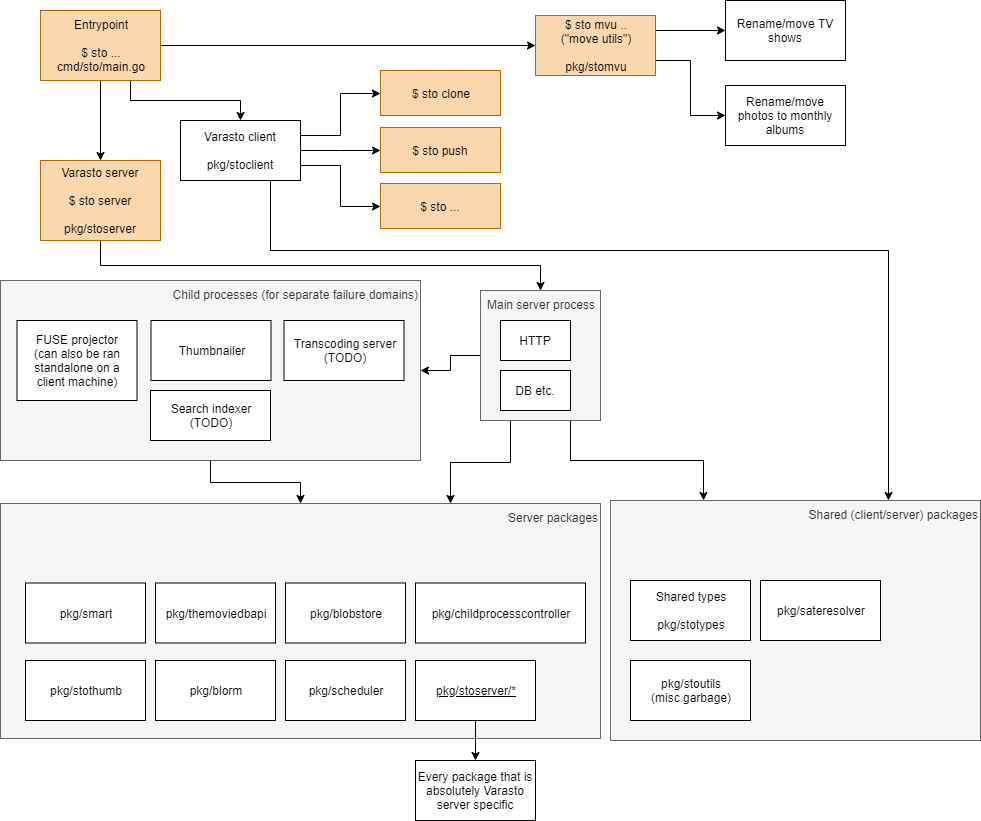 Entrypoint
$ sto ...
cmd/sto/main.go
$ sto mvu ..
("move utils")
pkg/stomvu
Rename/move TV
shows
Rename/move
photos to monthly
albums
$ sto clone
Varasto client
pkg/stoclient
$ sto push
$ sto ...
Varasto server
$ sto server
pkg/stoserver
Child processes (for separate failure domains)
FUSE projector
(can also be ran
standalone on a
client machine)
Thumbnailer
Transcoding server
(TODO)
Search indexer
(TODO)
Main server process
HTTP
DB etc.
Server packages
pkg/smart
pkg/themoviedbapi
pkg/blobstore
pkg/childprocesscontroller
pkg/stothumb
pkg/blorm
pkg/scheduler
pkg/stoserver/*
Every package that is
absolutely Varasto
server specific
Shared (client/server) packages
Shared types
pkg/stotypes
pkg/sateresolver
pkg/stoutils
(misc garbage)